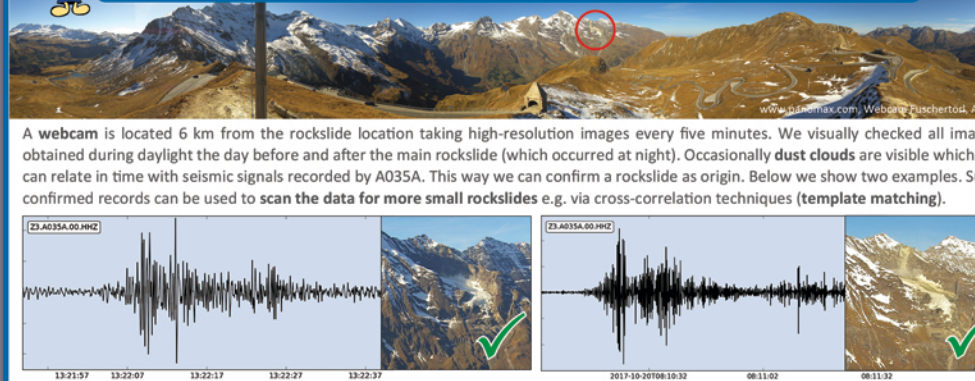 www.panomax.com, Webcam Fuschertörl
A webcam is located 6 km from the rockslide location taking high-resolution images every five minutes. We visually checked all
obtained during daylight the day before and after the main rockslide (which occurred at night). Occasionally dust clouds are visible which
can relate in time with seismic signals recorded by A035A. This way we can confirm a rockslide as origin. Below we show two examples.
confirmed records can be used to scan the data for more small rockslides e.g. via cross-correlation techniques (template matching).
Z3.A035A.00.HHZ
13:21:57 13:22:07 13:22:17 13:22:27 13:22:37
Z3.A035A.00.HHZ
2017-10-20T08:10:32 08:11:02 08:11:32